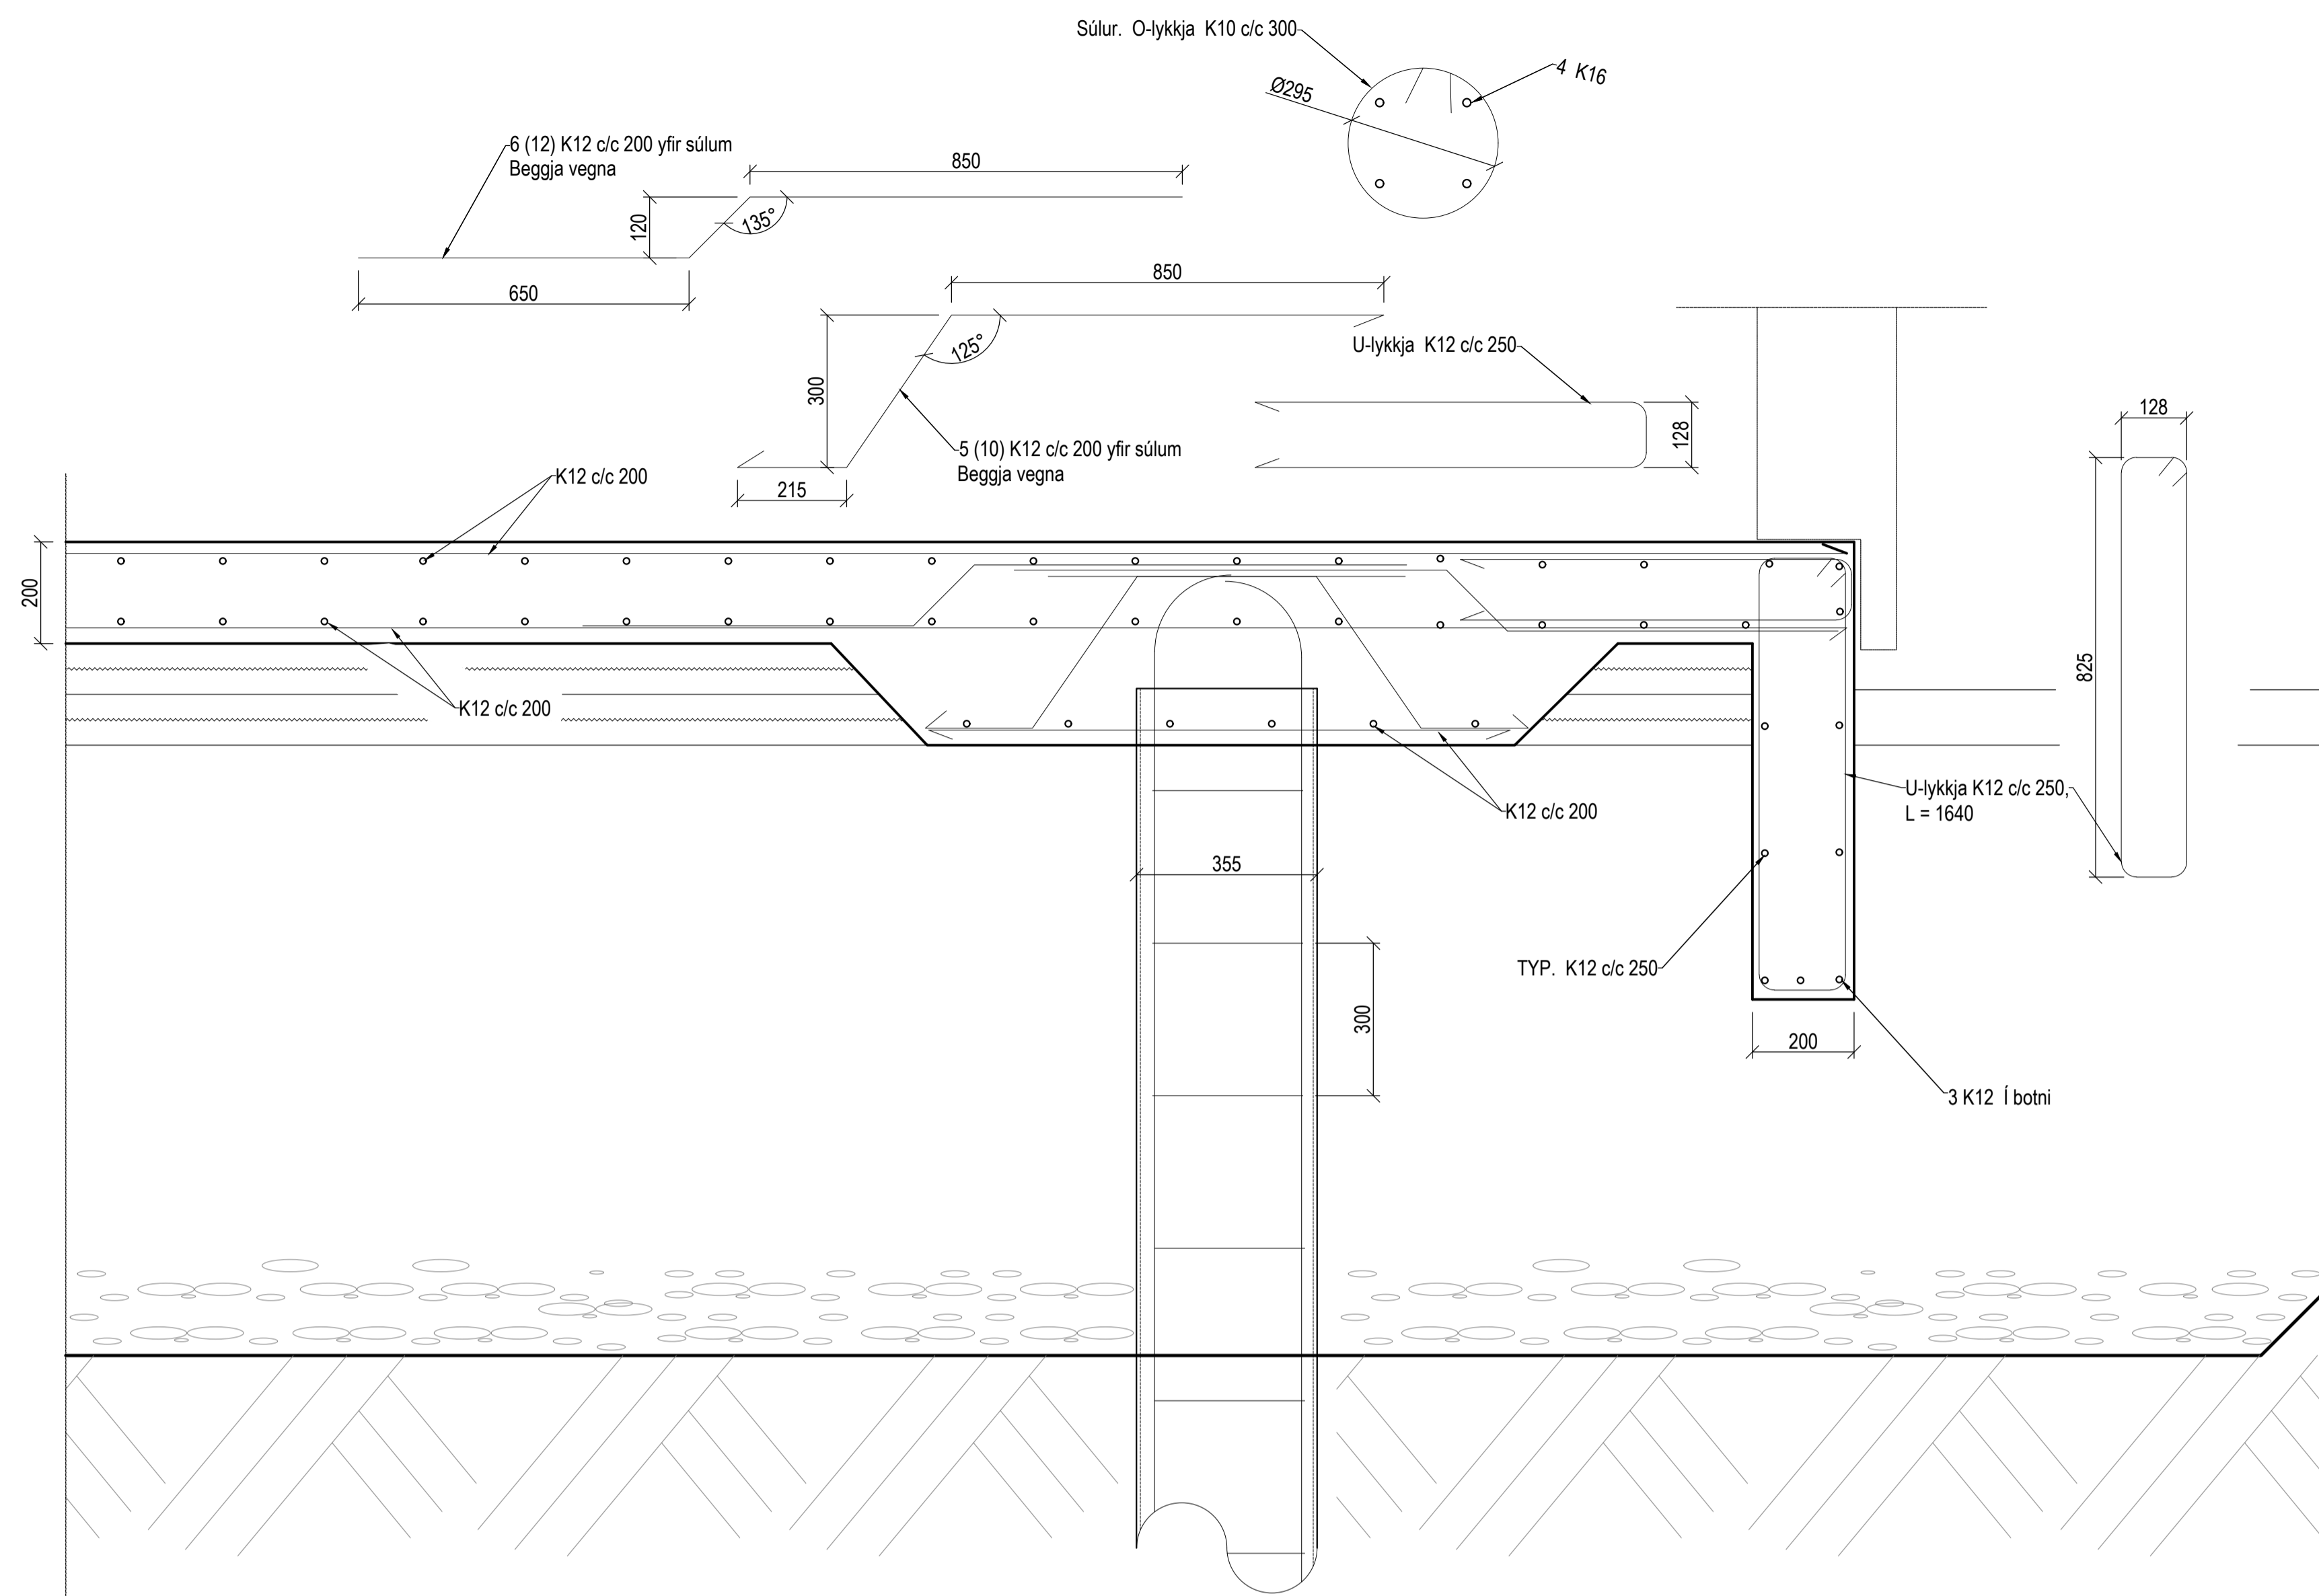 Súlur. O-lykkja K10 c/c 300
4 K16
Ø295
6 (12) K12 c/c 200 yfir súlum
Beggja vegna
850
120
135°
650
850
300
125°
U-lykkja K12 c/c 250
128
128
5 (10) K12 c/c 200 yfir súlum
Beggja vegna
K12 c/c 200
215
200
825
K12 c/c 200
U-lykkja K12 c/c 250,
L = 1640
K12 c/c 200
355
TYP. K12 c/c 250
300
200
3 K12 Í botni